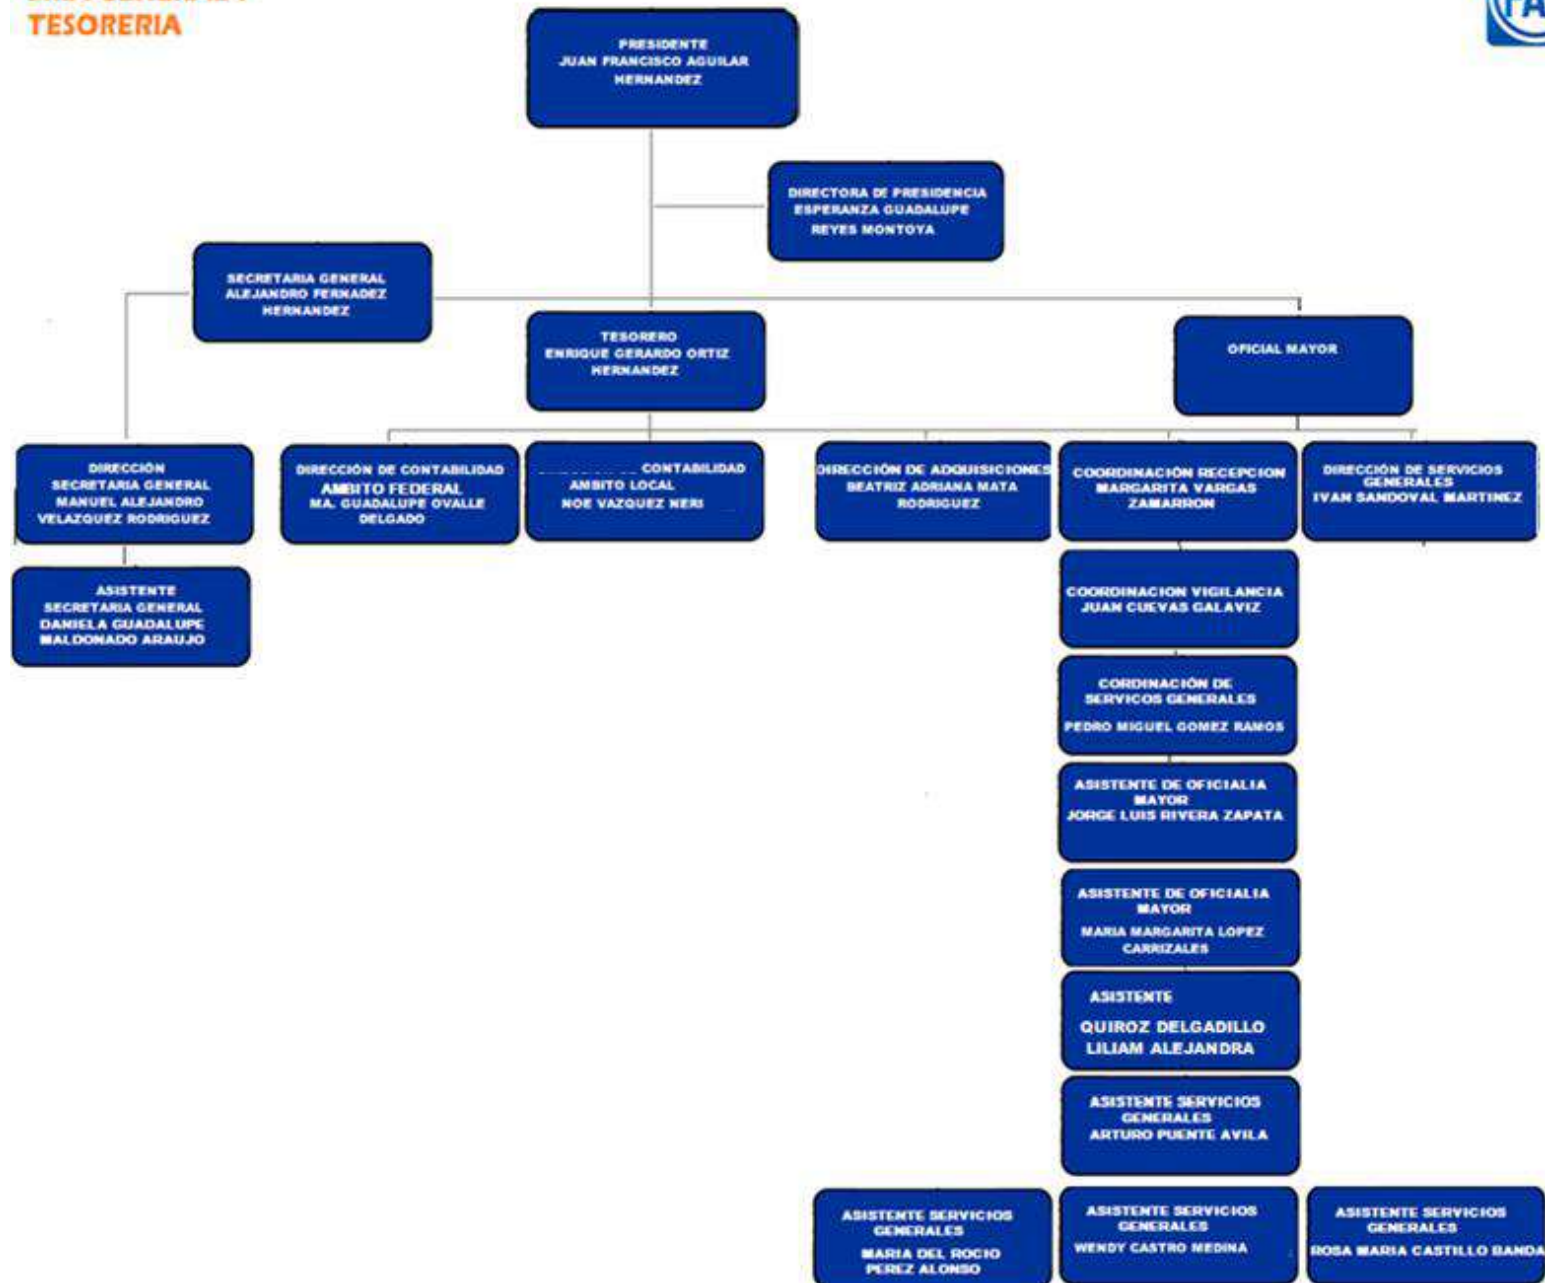 TESORERIA
PRESIDENTE
JUAN FRANCISCO AGUILAR
HERNANDEZ
DIRECTORA DE PRESIDENCIA
ESPERANZA GUADALUPE
REYES MONTOYA
SECRETARIA GENERAL
ALEJANDRO FERNADEZ
HERNANDEZ
TESORERO
ENRIQUE GERARDO ORTIZ
HERNANDEZ
OFICIAL MAYOR
DIRECCIÓN
SECRETARIA GENERAL
MANUEL ALEJANDRO
VELAZQUEZ RODRIGUEZ
DIRECCIÓN DE CONTABILIDAD
AMBITO FEDERAL
MA. GUADALUPE OVALLE
DELGADO
CONTABILIDAD
AMBITO LOCAL
NOE VAZQUEZ NERI
DIRECCIÓN DE ADQUISICIONES
BEATRIZ ADRIANA MATA
RODRIGUEZ
COORDINACIÓN RECEPCION
MARGARITA VARGAS
ZAMARRON
DIRECCIÓN DE SERVICIOS
GENERALES
IVAN SANDOVAL MARTINEZ
ASISTENTE
SECRETARIA GENERAL
DANIELA GUADALUPE
MALDONADO ARAUJO
COORDINACION VIGILANCIA
JUAN CUEVAS GALAVIZ
CORDINACIÓN DE
SERVICOS GENERALES
PEDRO MIGUEL GOMEZ RAMOS
ASISTENTE DE OFICIALIA
MAYOR
JORGE LUIS RIVERA ZAPATA
ASISTENTE DE OFICIALIA
MAYOR
MARIA MARGARITA LOPEZ
CARRIZALES
ASISTENTE
QUIROZ DELGADILLO
LILIAM ALEJANDRA
ASISTENTE SERVICIOS
GENERALES
ARTURO PUENTE AVILA
ASISTENTE SERVICIOS
GENERALES
MARIA DEL ROCIO
PEREZ ALONSO
ASISTENTE SERVICIOS
GENERALES
WENDY CASTRO MEDINA
ASISTENTE SERVICIOS
GENERALES
ROSA MARIA CASTILLO BANDA